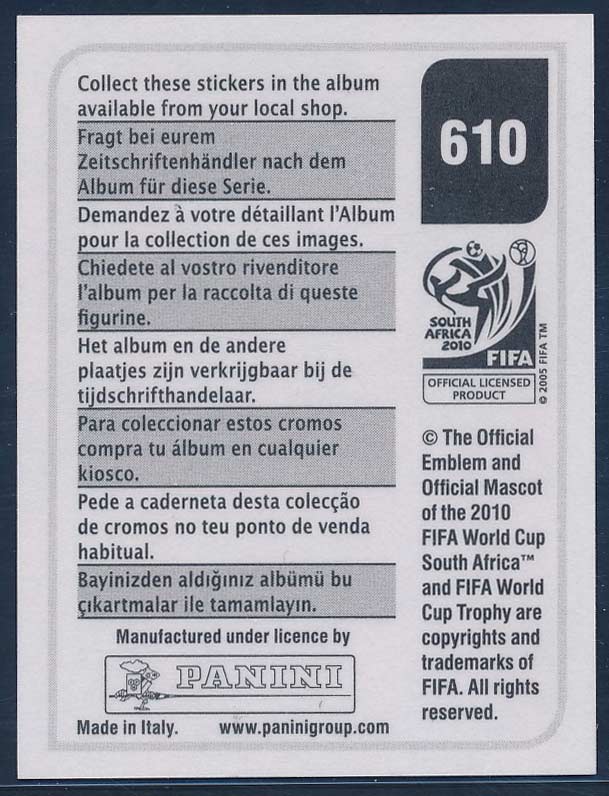 Collect these stickers in the album
available from your local shop.
Fragt bei eurem
Zeitschriftenhändler nach dem
Album für diese Serie.
Demandez à votre détaillant l'Album
pour la collection de ces images.
Chiedete al vostro rivenditore
l'album per la raccolta di queste
figurine.
Het album en de andere
plaatjes zijn verkrijgbaar bij de
tijdschrifthandelaar.
Para coleccionar estos cromos
compra tu álbum en cualquier
kiosco.
Pede a caderneta desta colecção
de cromos no teu ponto de venda
habitual.
Bayinizden aldığınız albümü bu
çıkartmalar ile tamamlayın.
Manufactured under licence by
PANINI
Made in Italy. www.paninigroup.com
610
SOUTH
AFRICA
2010
FIFA
OFFICIAL LICENSED
PRODUCT
© 2005 FIFA TM
© The Official
Emblem and
Official Mascot
of the 2010
FIFA World Cup
South Africa™
and FIFA World
Cup Trophy are
copyrights and
trademarks of
FIFA. All rights
reserved.